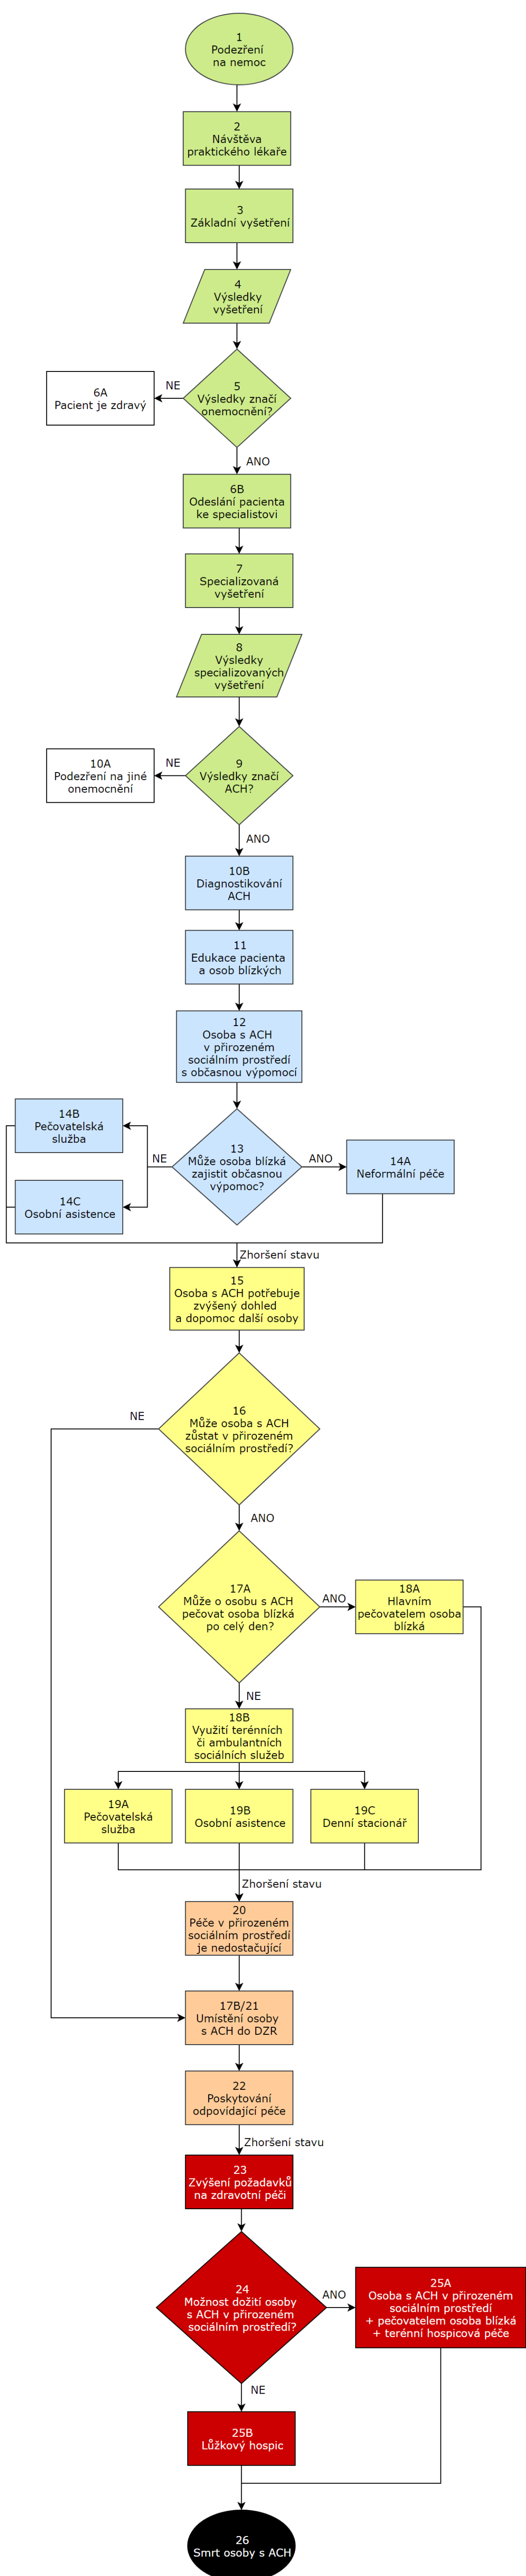 1
Podezření
na nemoc
2
Návštěva
praktického lékaře
3
Základní vyšetření
4
Výsledky
vyšetření
5
Výsledky značí
onemocnění?
NE
6A
Pacient je zdravý
ANO
6B
Odeslání pacienta
ke specialistovi
7
Specializovaná
vyšetření
8
Výsledky
specializovaných
vyšetření
9
Výsledky značí
ACH?
NE
10A
Podezření na jiné
onemocnění
ANO
10B
Diagnostikování
ACH
11
Edukace pacienta
a osob blízkých
12
Osoba s ACH
v přirozeném
sociálním prostředí
s občasnou výpomocí
13
Může osoba blízká
zajistit občasnou
výpomoc?
NE
14B
Pečovatelská
služba
14C
Osobní asistence
ANO
14A
Neformální péče
Zhoršení stavu
15
Osoba s ACH potřebuje
zvýšený dohled
a dopomoc další osoby
16
Může osoba s ACH
zůstat v přirozeném
sociálním prostředí?
NE
ANO
17A
Může o osobu s ACH
pečovat osoba blízká
po celý den?
ANO
18A
Hlavním
pečovatelem osoba
blízká
NE
18B
Využití terénních
či ambulantních
sociálních služeb
19A
Pečovatelská
služba
19B
Osobní asistence
19C
Denní stacionář
Zhoršení stavu
20
Péče v přirozeném
sociálním prostředí
je nedostačující
17B/21
Umístění osoby
s ACH do DZR
22
Poskytování
odpovídající péče
Zhoršení stavu
23
Zvýšení požadavků
na zdravotní péči
24
Možnost dožití osoby
s ACH v přirozeném
sociálním prostředí?
ANO
25A
Osoba s ACH v přirozeném
sociálním prostředí
+ pečovatelem osoba blízká
+ terénní hospicová péče
NE
25B
Lůžkový hospic
26
Smrt osoby s ACH